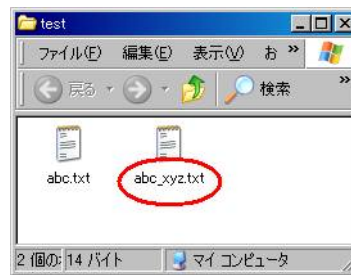 test
ファイル(F) 編集(E) 表示(V) お »
戻る 検索 »
abc.txt abc_xyz.txt
2 個の: 14 バイト マイ コンピュータ